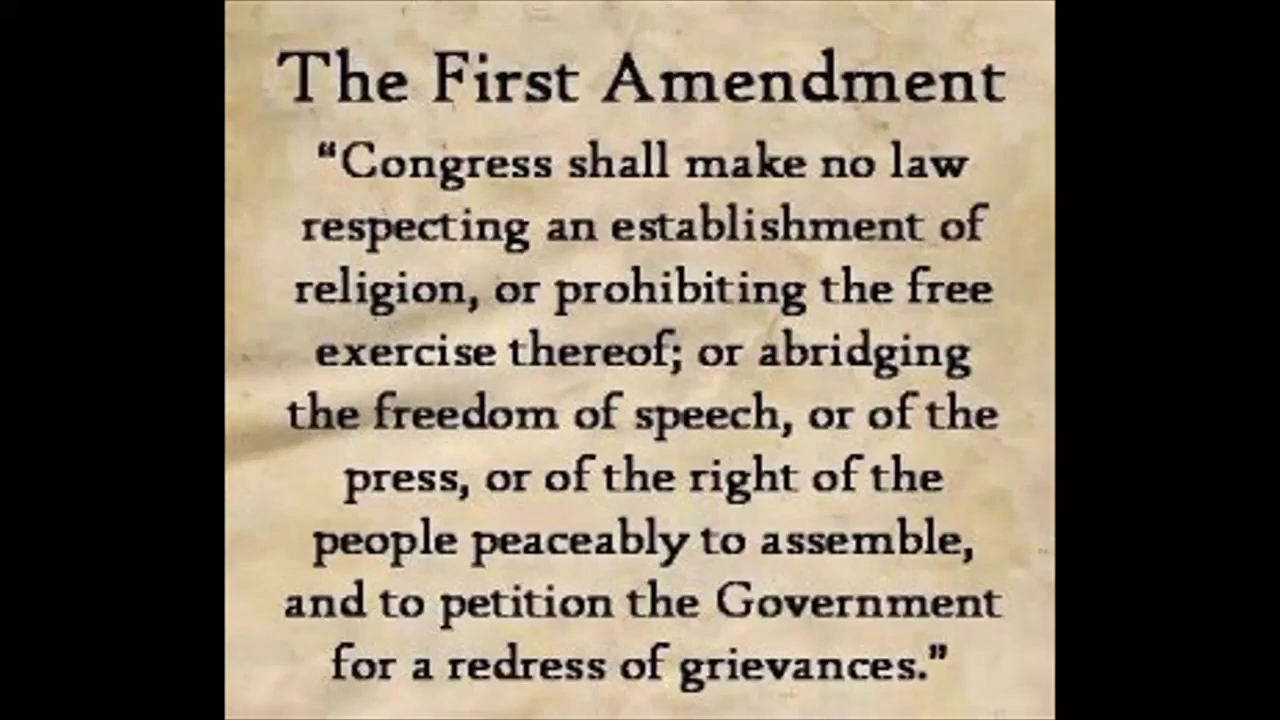 The First Amendment
“Congress shall make no law
respecting an establishment of
religion, or prohibiting the free
exercise thereof; or abridging
the freedom of speech, or of the
press, or of the right of the
people peaceably to assemble,
and to petition the Government
for a redress of grievances.”